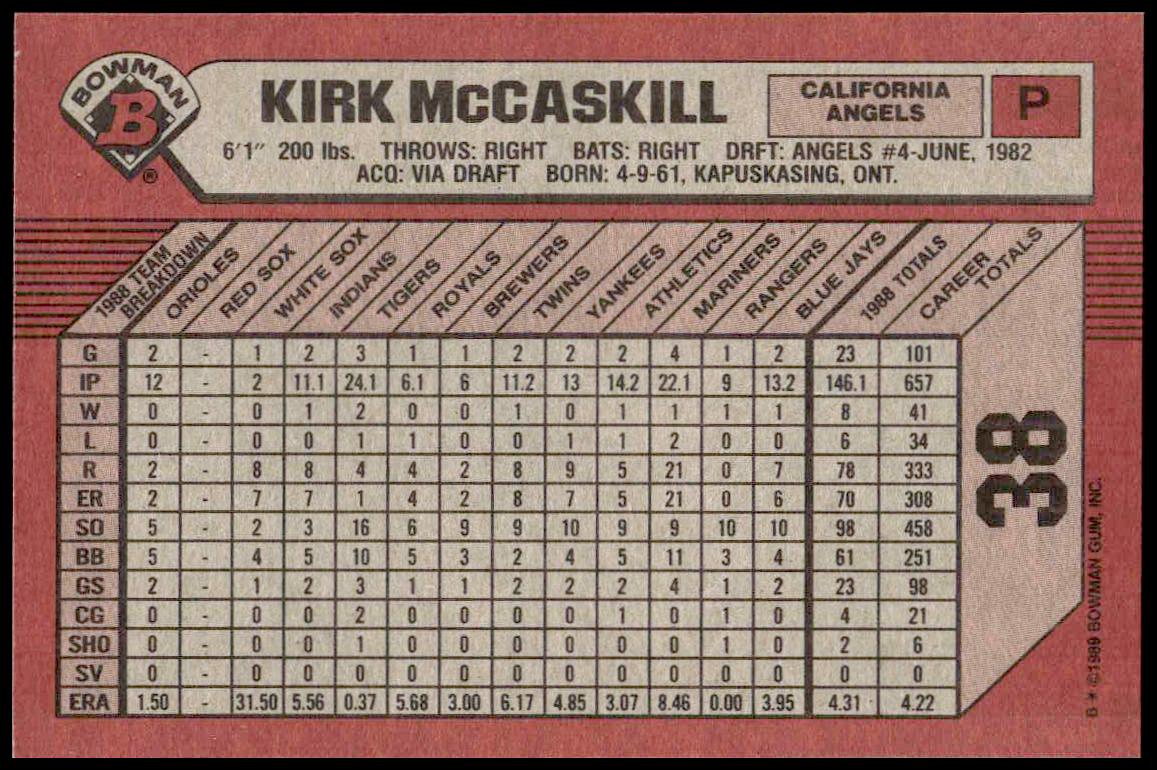 BOWMAN
B
®
KIRK McCASKILL
CALIFORNIA
ANGELS
P
6'1" 200 lbs. THROWS: RIGHT BATS: RIGHT DRFT: ANGELS #4-JUNE, 1982
ACQ: VIA DRAFT BORN: 4-9-61, KAPUSKASING, ONT.
1988 TEAM BREAKDOWN ORIOLES RED SOX WHITE SOX INDIANS TIGERS ROYALS BREWERS TWINS YANKEES ATHLETICS MARINERS RANGERS BLUE JAYS 1988 TOTALS CAREER TOTALS
G 2 - 1 2 3 1 1 2 2 2 4 1 2 23 101
IP 12 - 2 11.1 24.1 6.1 6 11.2 13 14.2 22.1 9 13.2 146.1 657
W 0 - 0 1 2 0 0 1 0 1 1 1 1 8 41
L 0 - 0 0 1 1 0 0 1 1 2 0 0 6 34
R 2 - 8 8 4 4 2 8 9 5 21 0 7 78 333
ER 2 - 7 7 1 4 2 8 7 5 21 0 6 70 308
SO 5 - 2 3 16 6 9 9 10 9 9 10 10 98 458
BB 5 - 4 5 10 5 3 2 4 5 11 3 4 61 251
GS 2 - 1 2 3 1 1 2 2 2 4 1 2 23 98
CG 0 - 0 0 2 0 0 0 0 1 0 1 0 4 21
SHO 0 - 0 0 1 0 0 0 0 0 0 1 0 2 6
SV 0 - 0 0 0 0 0 0 0 0 0 0 0 0 0
ERA 1.50 - 31.50 5.56 0.37 5.68 3.00 6.17 4.85 3.07 8.46 0.00 3.95 4.31 4.22
38
B * ©1989 BOWMAN GUM, INC.